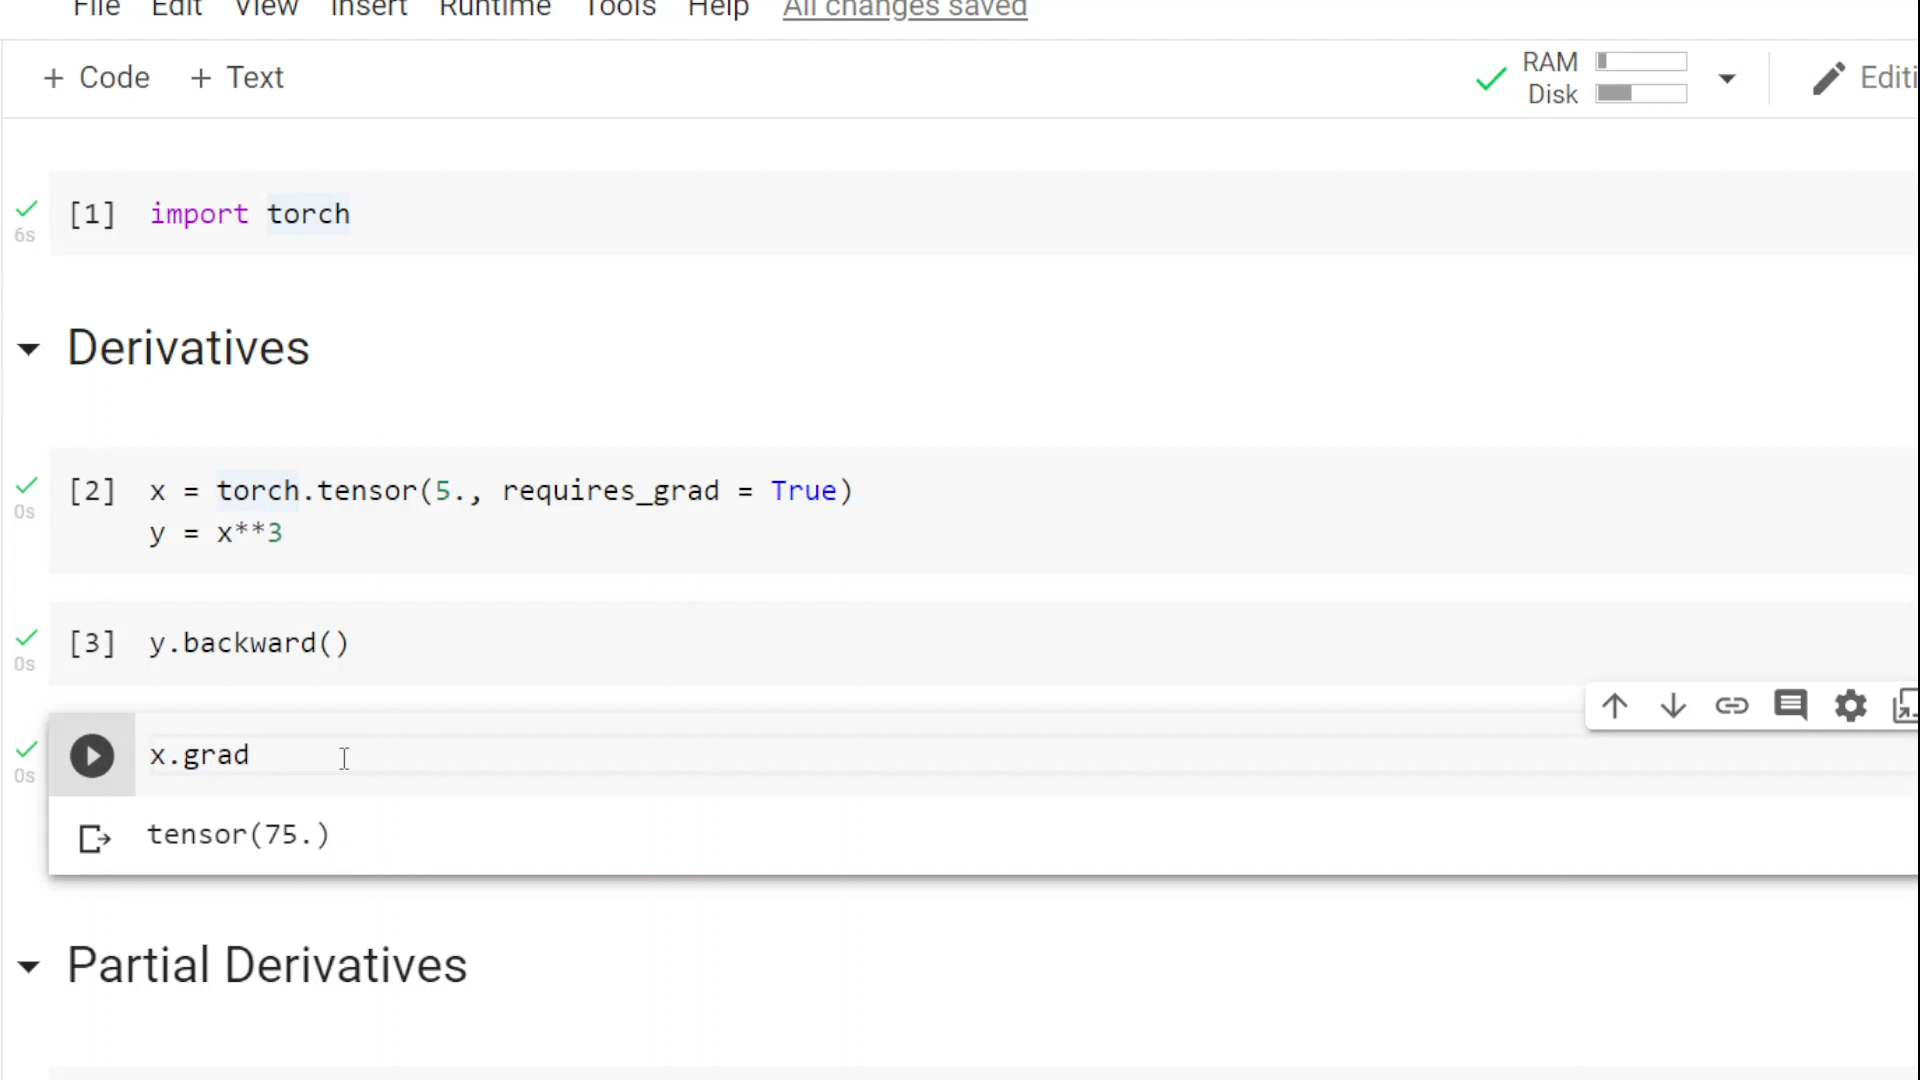 File Edit View Insert Runtime Tools Help All changes saved
+ Code + Text
RAM
Disk
Editi
[1] import torch
6s
Derivatives
[2] x = torch.tensor(5., requires_grad = True)
0s
y = x**3
[3] y.backward()
0s
x.grad
0s
tensor(75.)
Partial Derivatives